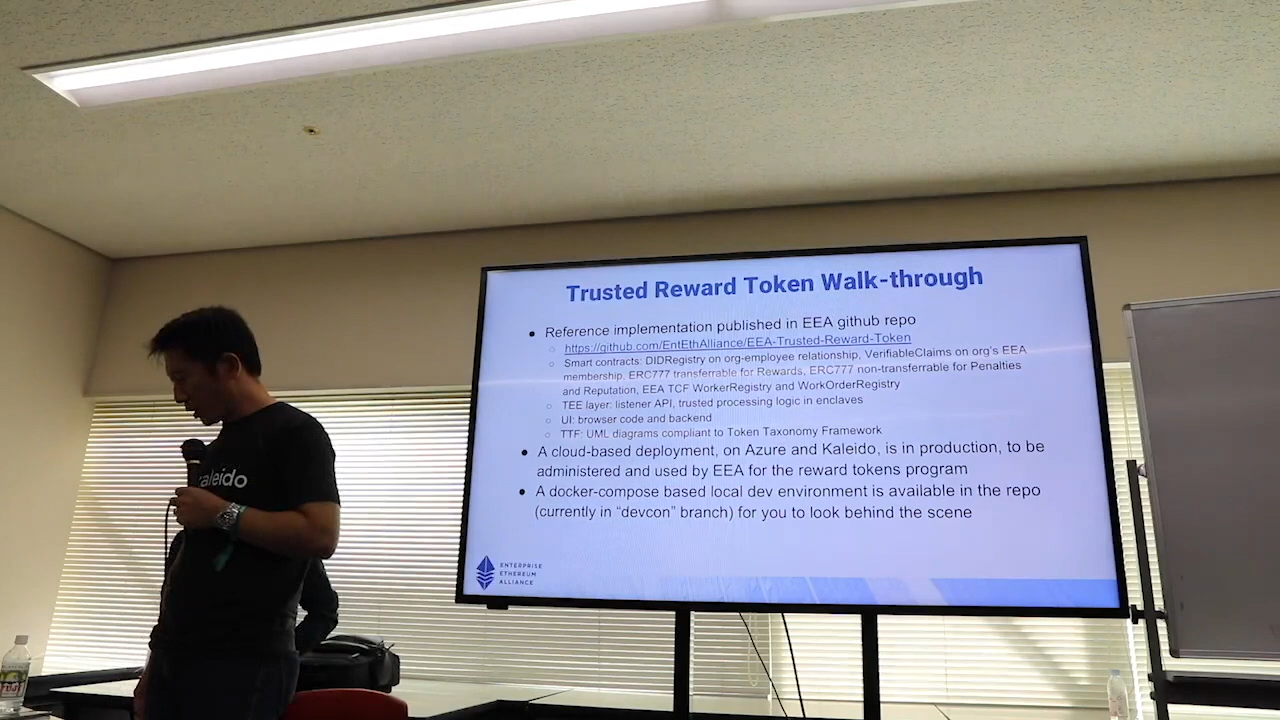 Trusted Reward Token Walk-through
● Reference implementation published in EEA github repo
○ https://github.com/EntEthAlliance/EEA-Trusted-Reward-Token
○ Smart contracts: DIDRegistry on org-employee relationship, VerifiableClaims on org's EEA
membership, ERC777 transferrable for Rewards, ERC777 non-transferrable for Penalties
and Reputation, EEA TCF WorkerRegistry and WorkOrderRegistry
○ TEE layer: listener API, trusted processing logic in enclaves
○ UI: browser code and backend
○ TTF: UML diagrams compliant to Token Taxonomy Framework
● A cloud-based deployment, on Azure and Kaleido, is in production, to be
administered and used by EEA for the reward tokens program
● A docker-compose based local dev environment is available in the repo
(currently in "devcon" branch) for you to look behind the scene
ENTERPRISE
ETHEREUM
ALLIANCE
aleido